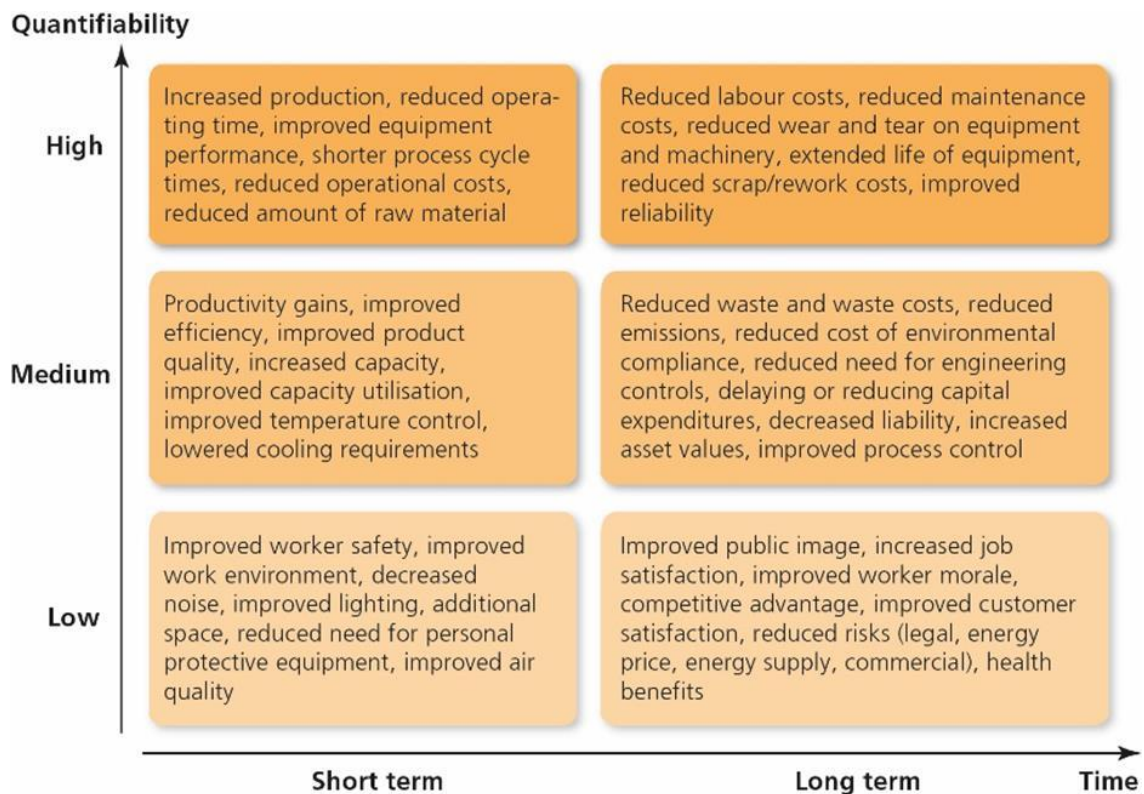 Quantifiability
High
Increased production, reduced opera-
ting time, improved equipment
performance, shorter process cycle
times, reduced operational costs,
reduced amount of raw material
Reduced labour costs, reduced maintenance
costs, reduced wear and tear on equipment
and machinery, extended life of equipment,
reduced scrap/rework costs, improved
reliability
Medium
Productivity gains, improved
efficiency, improved product
quality, increased capacity,
improved capacity utilisation,
improved temperature control,
lowered cooling requirements
Reduced waste and waste costs, reduced
emissions, reduced cost of environmental
compliance, reduced need for engineering
controls, delaying or reducing capital
expenditures, decreased liability, increased
asset values, improved process control
Low
Improved worker safety, improved
work environment, decreased
noise, improved lighting, additional
space, reduced need for personal
protective equipment, improved air
quality
Improved public image, increased job
satisfaction, improved worker morale,
competitive advantage, improved customer
satisfaction, reduced risks (legal, energy
price, energy supply, commercial), health
benefits
Short term
Long term
Time